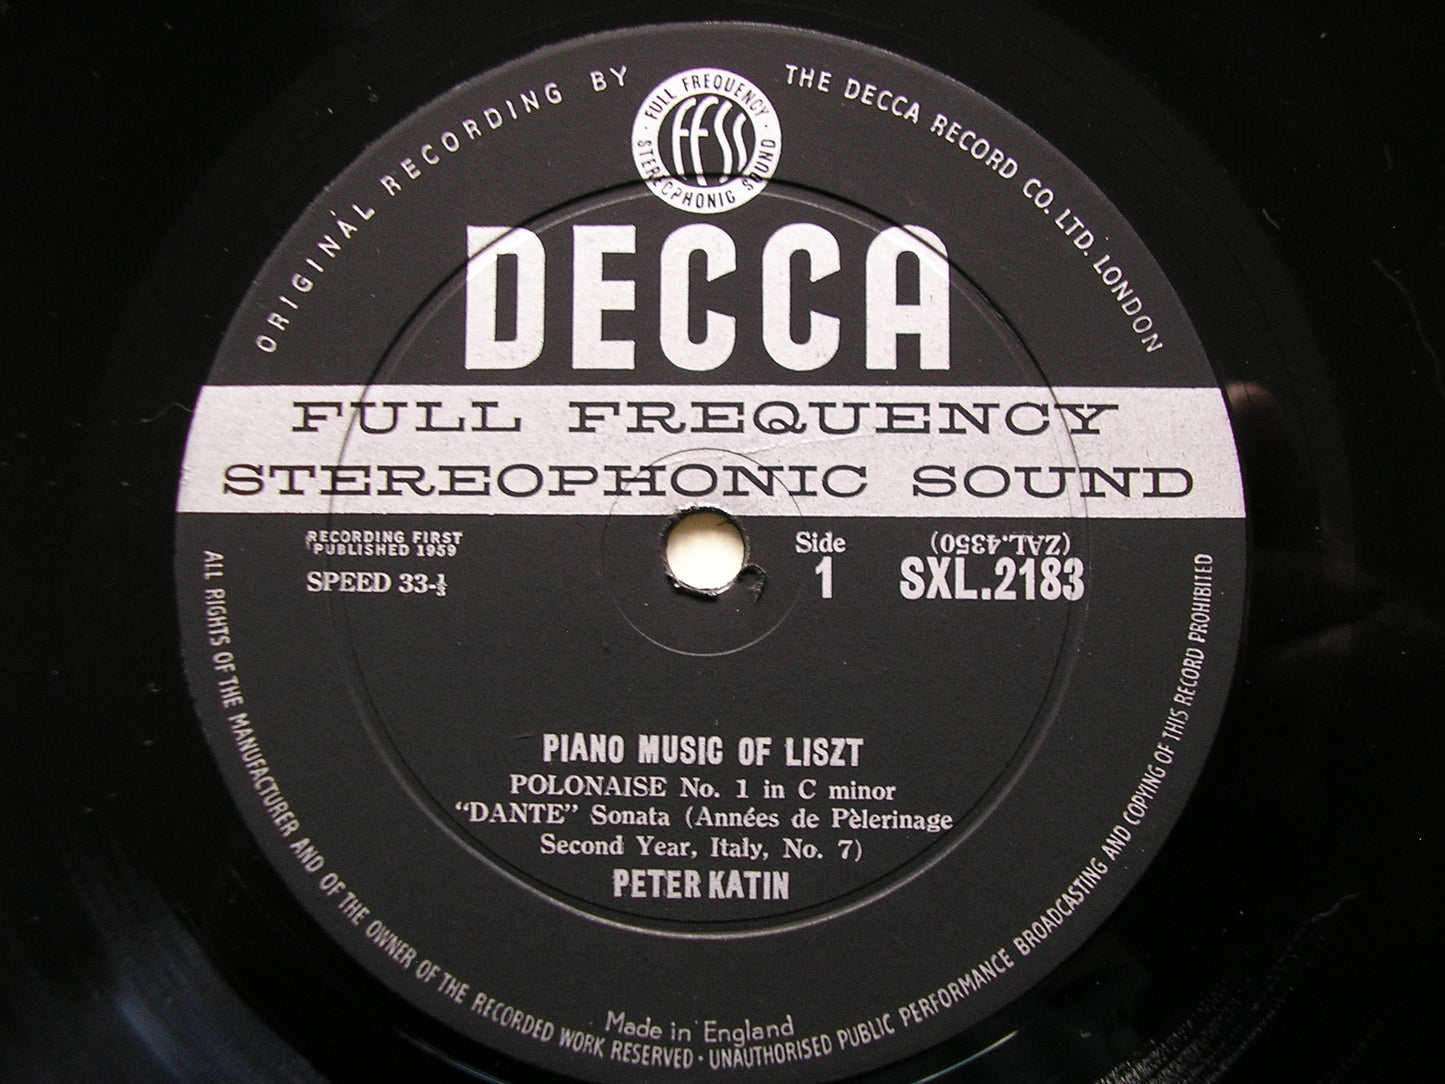 ORIGINAL RECORDING BY THE DECCA RECORD CO. LTD. LONDON
FULL FREQUENCY
FFSS
STEREOPHONIC SOUND
DECCA
FULL FREQUENCY
STEREOPHONIC SOUND
RECORDING FIRST
PUBLISHED 1959
SPEED 33-⅓
Side
1
(ZAL.4350)
SXL.2183
PIANO MUSIC OF LISZT
POLONAISE No. 1 in C minor
“DANTE” Sonata (Années de Pèlerinage
Second Year, Italy, No. 7)
PETER KATIN
Made in England
ALL RIGHTS OF THE MANUFACTURER AND OF THE OWNER OF THE RECORDED WORK RESERVED · UNAUTHORISED PUBLIC PERFORMANCE BROADCASTING AND COPYING OF THIS RECORD PROHIBITED